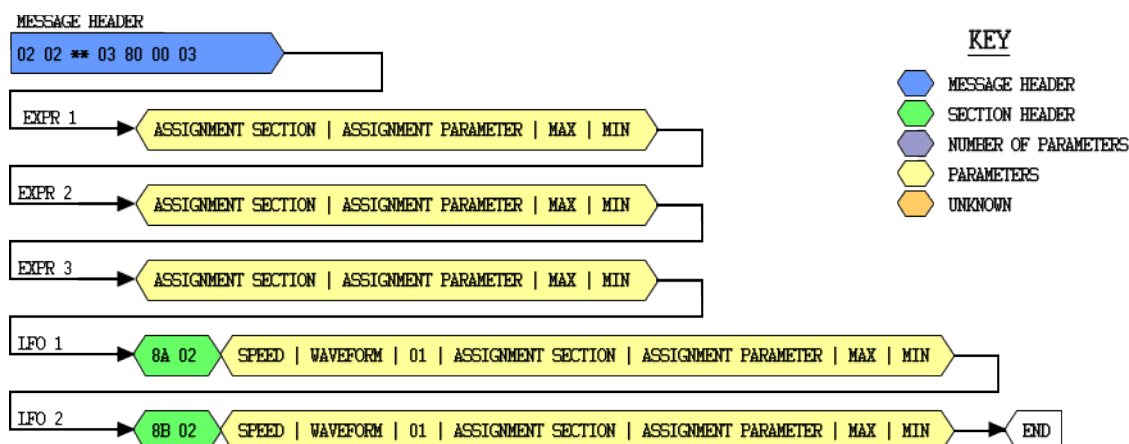 MESSAGE HEADER
02 02 ** 03 80 00 03
EXPR 1
ASSIGNMENT SECTION | ASSIGNMENT PARAMETER | MAX | MIN
EXPR 2
ASSIGNMENT SECTION | ASSIGNMENT PARAMETER | MAX | MIN
EXPR 3
ASSIGNMENT SECTION | ASSIGNMENT PARAMETER | MAX | MIN
LFO 1
8A 02
SPEED | WAVEFORM | 01 | ASSIGNMENT SECTION | ASSIGNMENT PARAMETER | MAX | MIN
LFO 2
8B 02
SPEED | WAVEFORM | 01 | ASSIGNMENT SECTION | ASSIGNMENT PARAMETER | MAX | MIN
END
KEY
MESSAGE HEADER
SECTION HEADER
NUMBER OF PARAMETERS
PARAMETERS
UNKNOWN